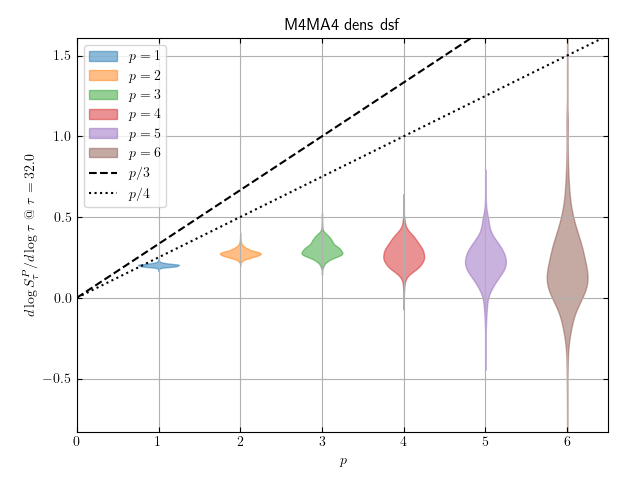 M4MA4 dens dsf
1.5
1.0
0.5
0.0
−0.5
d log S_τ^P / d log τ @ τ = 32.0
p = 1
p = 2
p = 3
p = 4
p = 5
p = 6
p/3
p/4
0 1 2 3 4 5 6
p